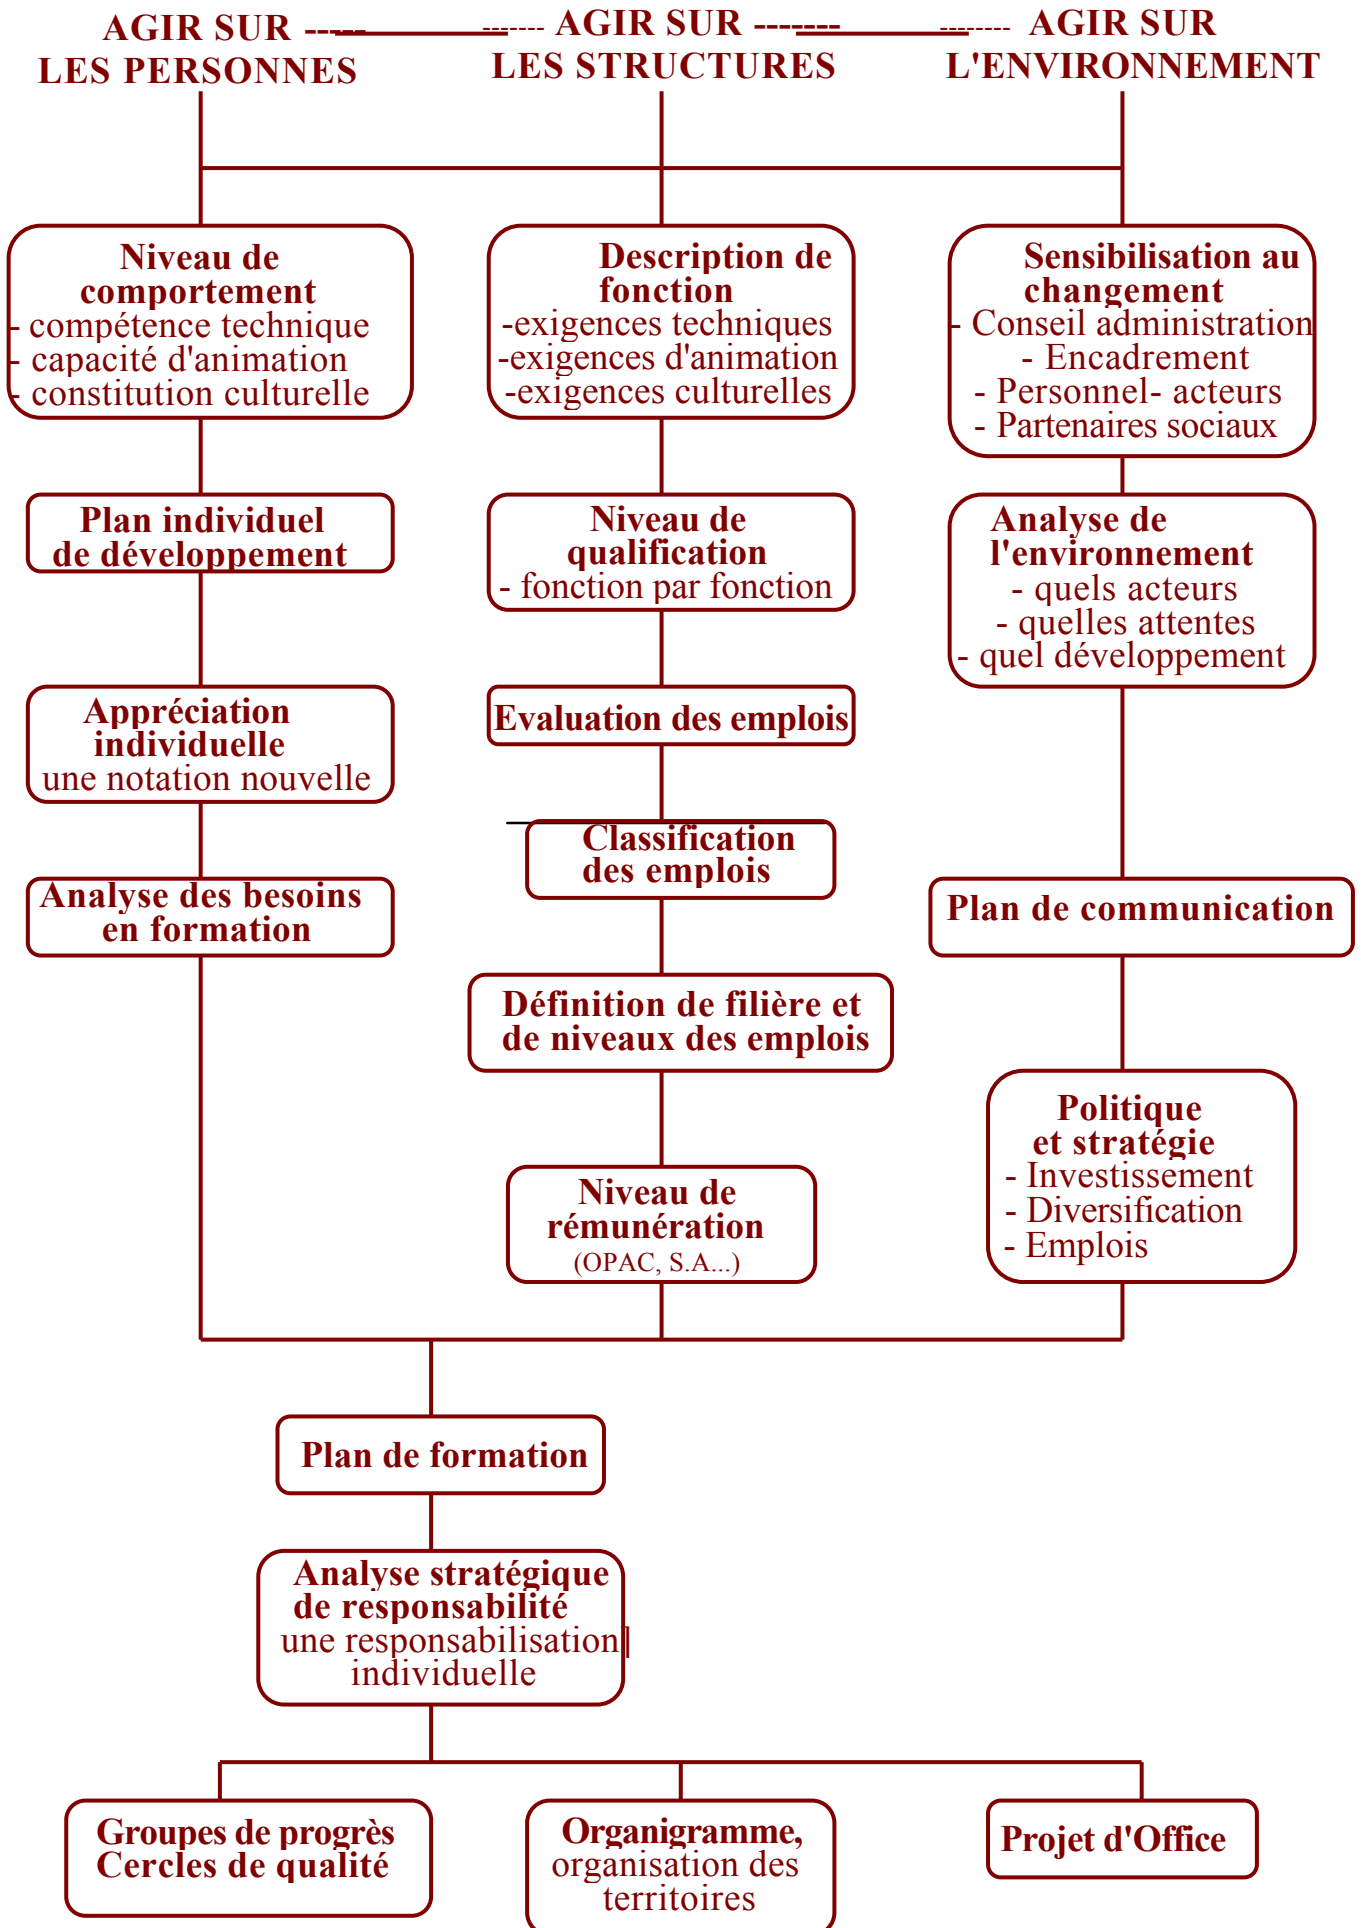 AGIR SUR
LES PERSONNES
AGIR SUR
LES STRUCTURES
AGIR SUR
L'ENVIRONNEMENT
Niveau de
comportement
- compétence technique
- capacité d'animation
- constitution culturelle
Description de
fonction
-exigences techniques
-exigences d'animation
-exigences culturelles
Sensibilisation au
changement
- Conseil administration
- Encadrement
- Personnel- acteurs
- Partenaires sociaux
Plan individuel
de développement
Niveau de
qualification
- fonction par fonction
Analyse de
l'environnement
- quels acteurs
- quelles attentes
- quel développement
Appréciation
individuelle
une notation nouvelle
Evaluation des emplois
Classification
des emplois
Analyse des besoins
en formation
Plan de communication
Définition de filière et
de niveaux des emplois
Politique
et stratégie
- Investissement
- Diversification
- Emplois
Niveau de
rémunération
(OPAC, S.A...)
Plan de formation
Analyse stratégique
de responsabilité
une responsabilisation
individuelle
Groupes de progrès
Cercles de qualité
Organigramme,
organisation des
territoires
Projet d'Office